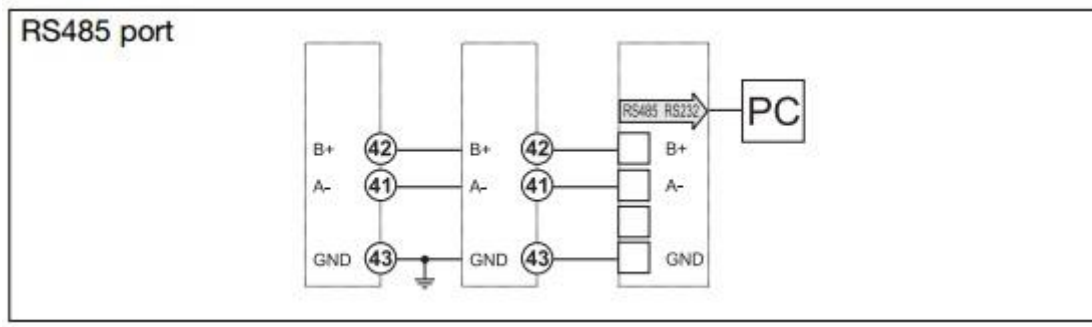 RS485 port
RS485 RS232 PC
B+ 42 B+ 42 B+
A- 41 A- 41 A-
GND 43 GND 43 GND